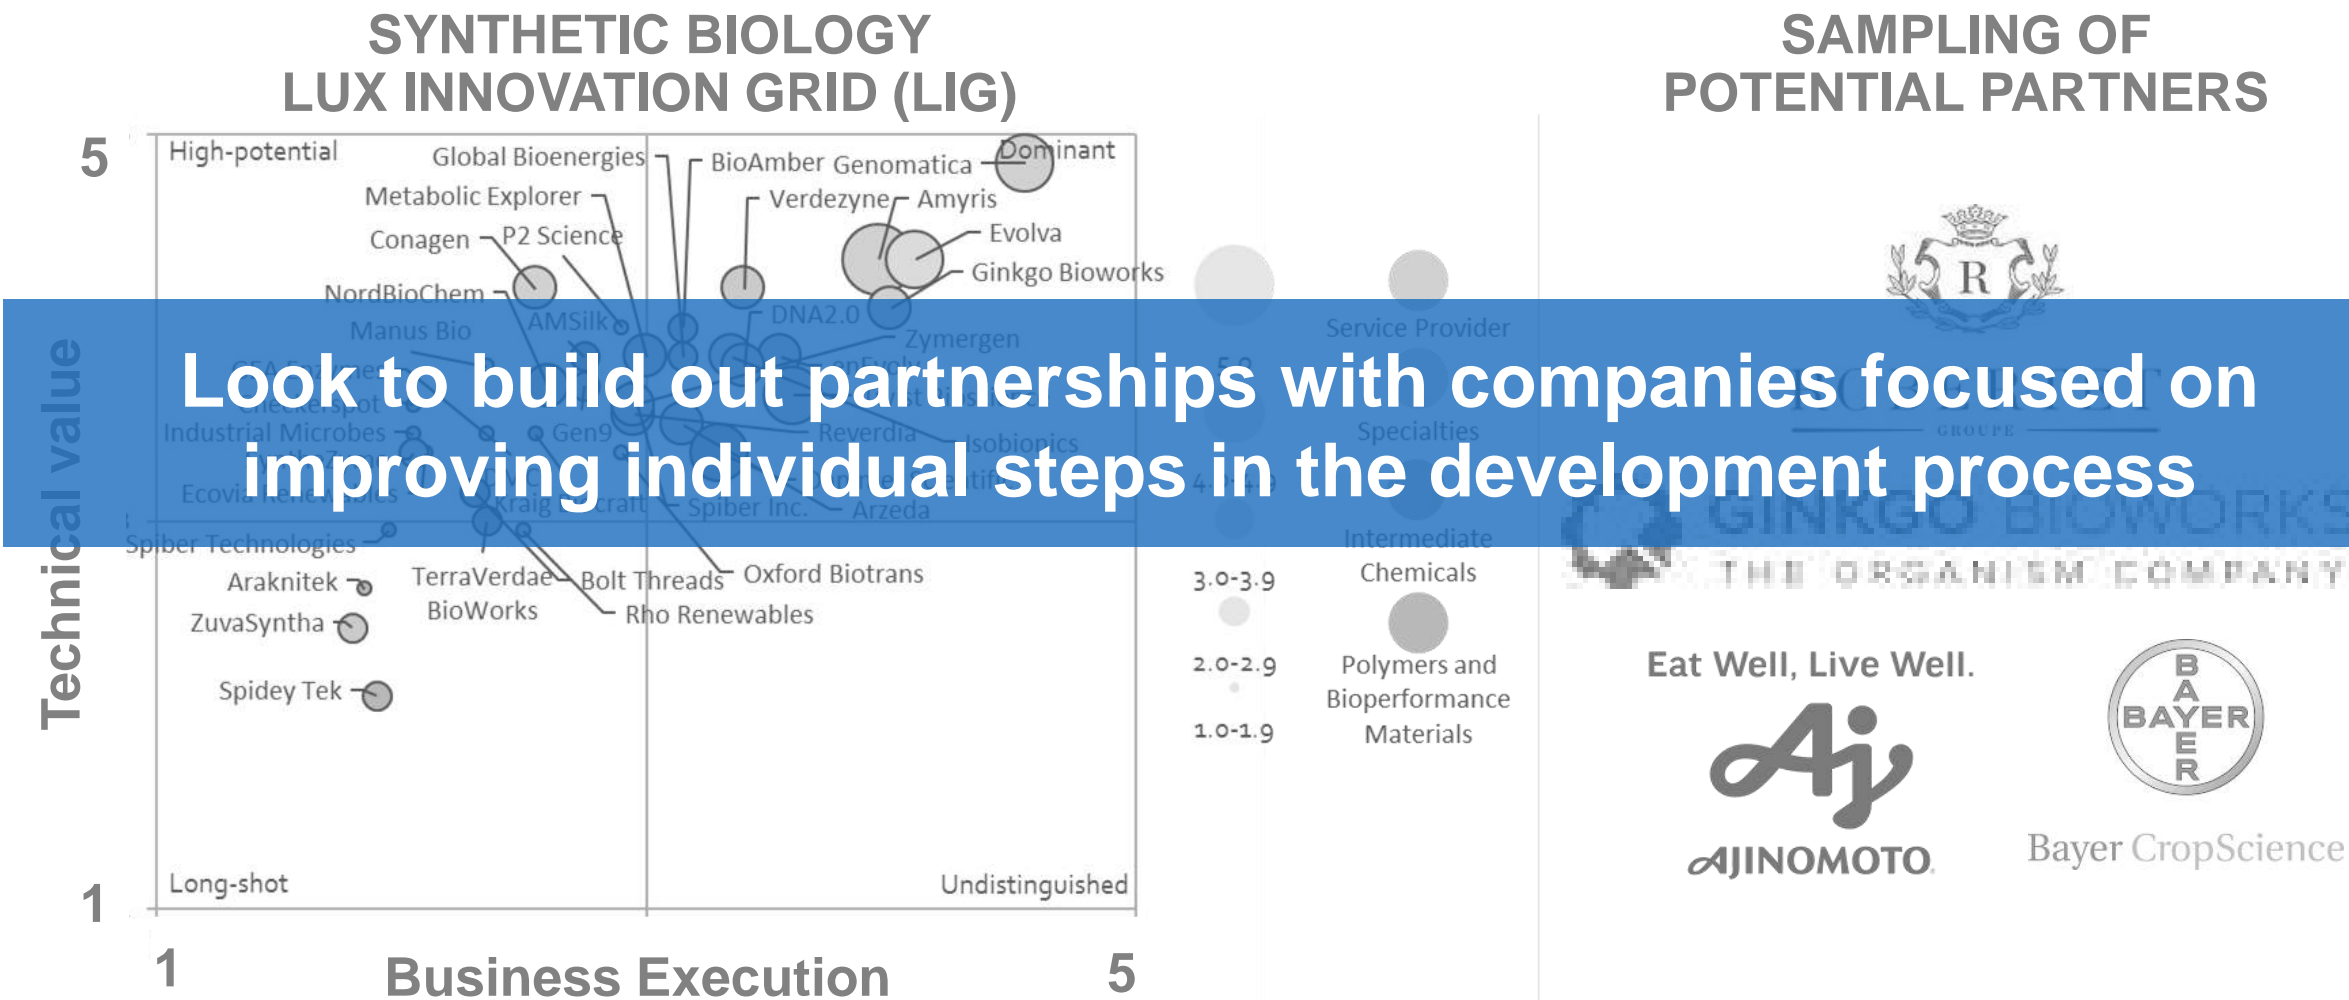 SYNTHETIC BIOLOGY
LUX INNOVATION GRID (LIG)
SAMPLING OF
POTENTIAL PARTNERS
5
High-potential
Global Bioenergies
BioAmber
Genomatica
Dominant
Metabolic Explorer
Verdezyne
Amyris
Conagen
P2 Science
Evolva
Ginkgo Bioworks
NordBioChem
R
Manus Bio
AMSilk
DNA2.0
Zymergen
Service Provider
Look to build out partnerships with companies focused on
improving individual steps in the development process
Industrial Microbes
Gen9
Reverdia
Isobionics
Specialties
GROUPE
Spiber Inc.
Arzeda
GINKGO BIOWORKS
THE ORGANISM COMPANY
Spiber Technologies
Intermediate
Chemicals
Araknitek
TerraVerdae
BioWorks
Bolt Threads
Oxford Biotrans
3.0-3.9
ZuvaSyntha
Rho Renewables
Spidey Tek
2.0-2.9
Polymers and
Bioperformance
Materials
1.0-1.9
Eat Well, Live Well.
AJINOMOTO
BAYER
BAYER
Bayer CropScience
Technical value
Long-shot
Undistinguished
1
1
Business Execution
5